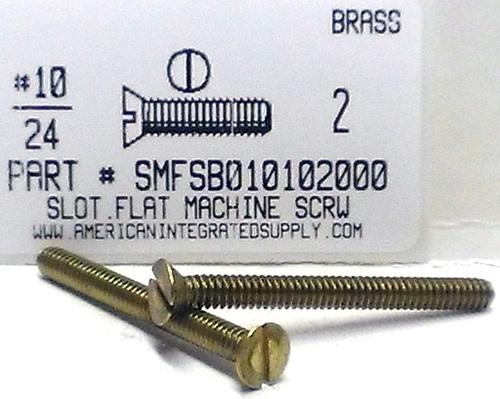 BRASS
#10
24
2
PART # SMFSB010102000
SLOT.FLAT MACHINE SCRW
WWW.AMERICANINTEGRATEDSUPPLY.COM